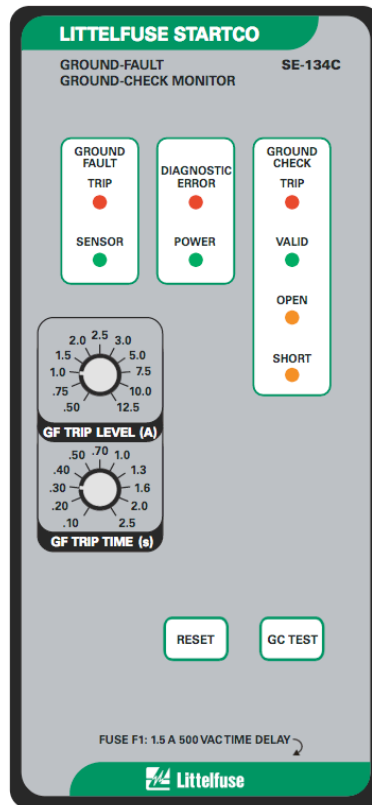 LITTELFUSE STARTCO
GROUND-FAULT SE-134C
GROUND-CHECK MONITOR
GROUND
FAULT
TRIP
SENSOR
DIAGNOSTIC
ERROR
POWER
GROUND
CHECK
TRIP
VALID
OPEN
SHORT
2.0 2.5 3.0
1.5 5.0
1.0 7.5
.75 10.0
.50 12.5
GF TRIP LEVEL (A)
.50 .70 1.0
.40 1.3
.30 1.6
.20 2.0
.10 2.5
GF TRIP TIME (s)
RESET
GC TEST
FUSE F1: 1.5 A 500 VAC TIME DELAY
Littelfuse